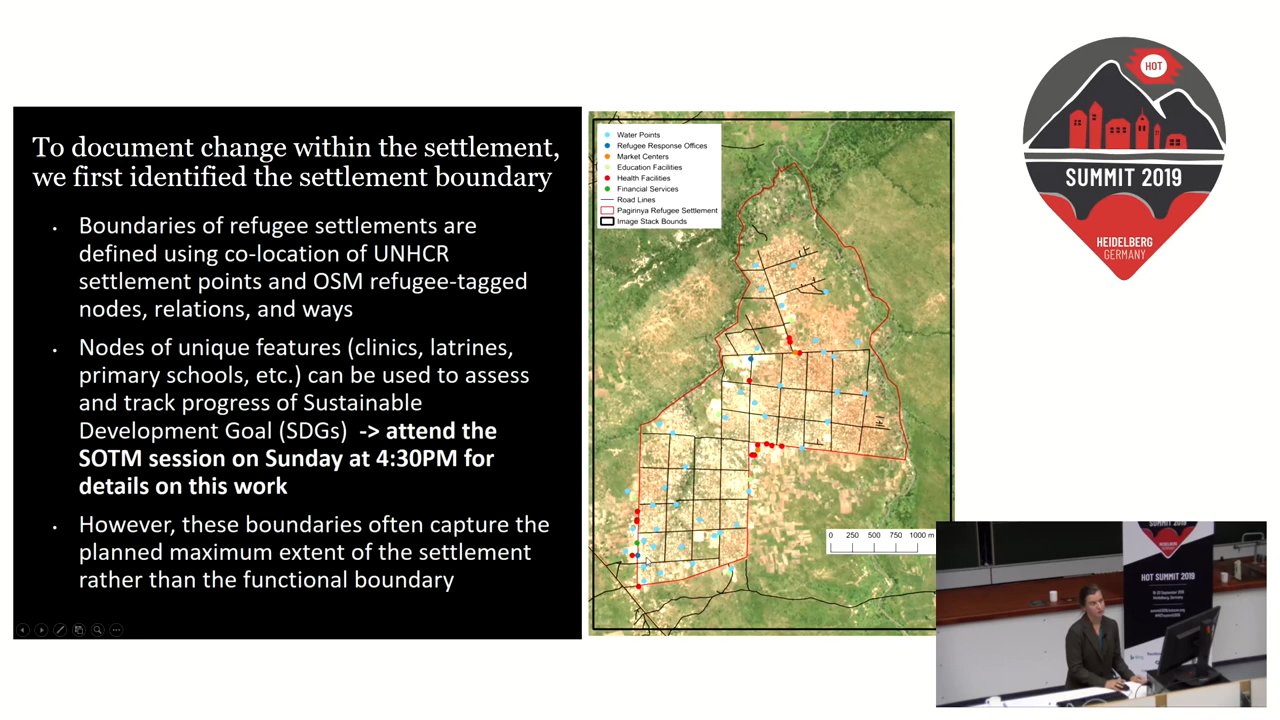 To document change within the settlement,
we first identified the settlement boundary
• Boundaries of refugee settlements are
defined using co-location of UNHCR
settlement points and OSM refugee-tagged
nodes, relations, and ways
• Nodes of unique features (clinics, latrines,
primary schools, etc.) can be used to assess
and track progress of Sustainable
Development Goal (SDGs) -> attend the
SOTM session on Sunday at 4:30PM for
details on this work
• However, these boundaries often capture the
planned maximum extent of the settlement
rather than the functional boundary
Water Points
Refugee Response Offices
Market Centers
Education Facilities
Health Facilities
Financial Services
Road Lines
Pagirinya Refugee Settlement
Image Stack Bounds
0 250 500 750 1000 m
HOT
SUMMIT 2019
HEIDELBERG
GERMANY
SUMMIT 2019
HOT SUMMIT 2019